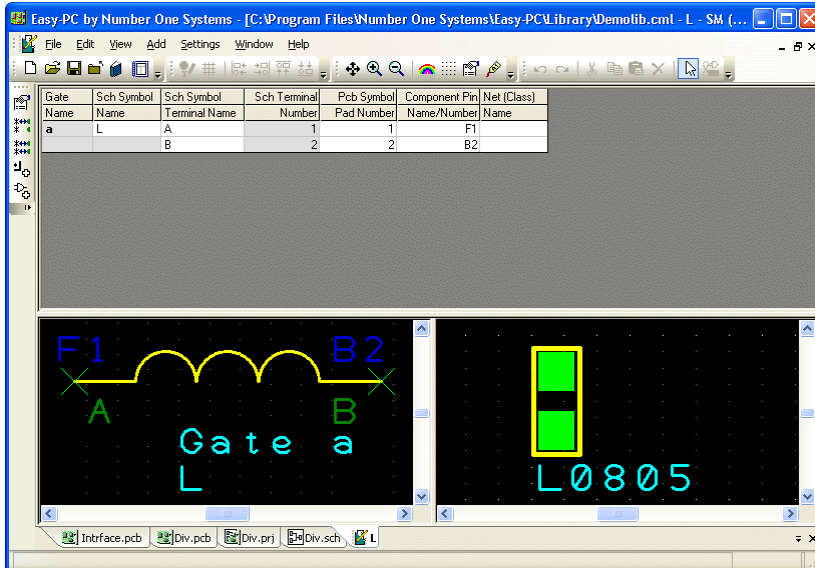 Easy-PC by Number One Systems - [C:\Program Files\Number One Systems\Easy-PC\Library\Demolib.cml - L - SM (...
File Edit View Add Settings Window Help
Gate Sch Symbol Sch Symbol Sch Terminal Pcb Symbol Component Pin Net (Class)
Name Name Terminal Name Number Pad Number Name/Number Name
a L A 1 1 F1
B 2 2 B2
F1 B2
A B
Gate a
L
L0805
Intrface.pcb Div.pcb Div.prj Div.sch L